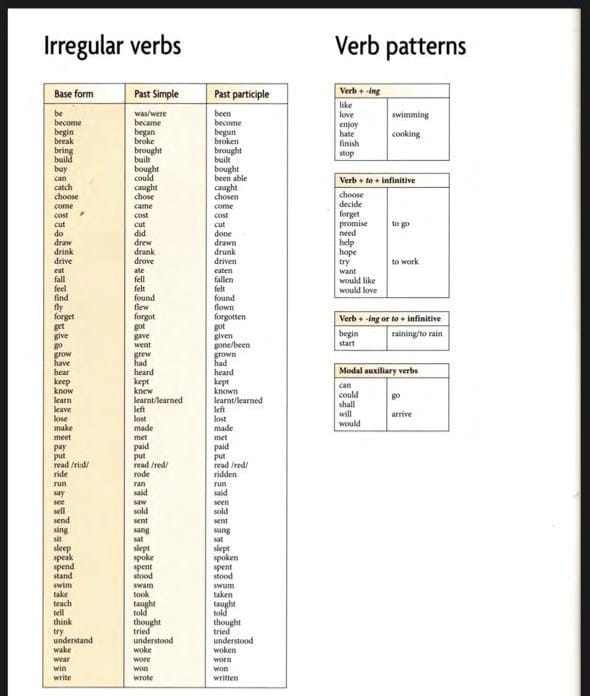 Irregular verbs
Base form Past Simple Past participle
be was/were been
become became become
begin began begun
break broke broken
bring brought brought
build built built
buy bought bought
can could been able
catch caught caught
choose chose chosen
come came come
cost cost cost
cut cut cut
do did done
draw drew drawn
drink drank drunk
drive drove driven
eat ate eaten
fall fell fallen
feel felt felt
find found found
fly flew flown
forget forgot forgotten
get got got
give gave given
go went gone/been
grow grew grown
have had had
hear heard heard
keep kept kept
know knew known
learn learnt/learned learnt/learned
leave left left
lose lost lost
make made made
meet met met
pay paid paid
put put put
read /riːd/ read /red/ read /red/
ride rode ridden
run ran run
say said said
see saw seen
sell sold sold
send sent sent
sing sang sung
sit sat sat
sleep slept slept
speak spoke spoken
spend spent spent
stand stood stood
swim swam swum
take took taken
teach taught taught
tell told told
think thought thought
try tried tried
understand understood understood
wake woke woken
wear wore worn
win won won
write wrote written
Verb patterns
Verb + -ing
like
love swimming
enjoy
hate cooking
finish
stop
Verb + to + infinitive
choose
decide
forget
promise to go
need
help
hope
try to work
want
would like
would love
Verb + -ing or to + infinitive
begin raining/to rain
start
Modal auxiliary verbs
can
could go
shall
will arrive
would